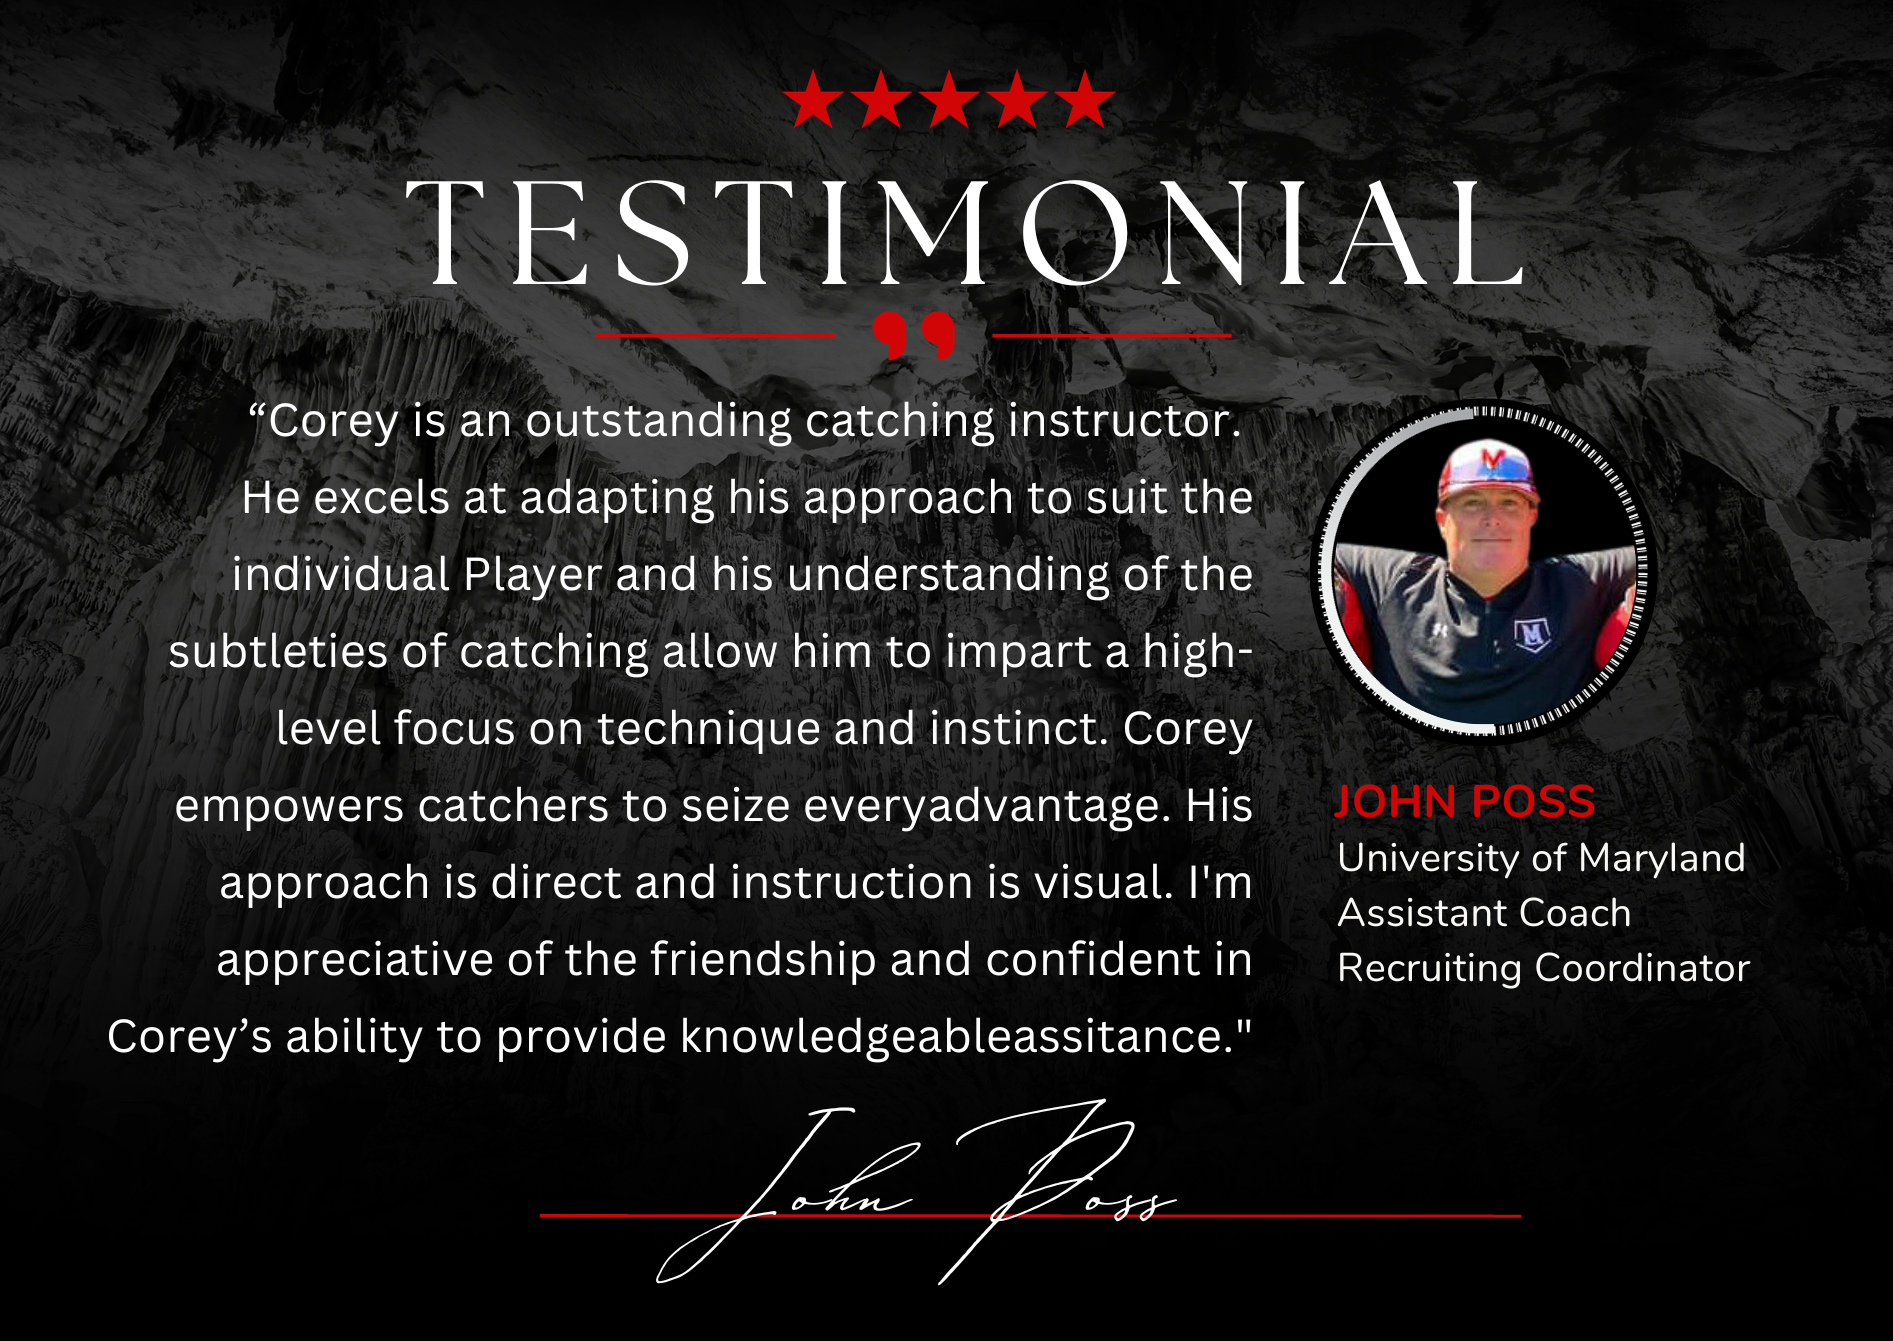 TESTIMONIAL
“Corey is an outstanding catching instructor.
He excels at adapting his approach to suit the
individual Player and his understanding of the
subtleties of catching allow him to impart a high-
level focus on technique and instinct. Corey
empowers catchers to seize everyadvantage. His
approach is direct and instruction is visual. I'm
appreciative of the friendship and confident in
Corey’s ability to provide knowledgeableassitance."
M
M
JOHN POSS
University of Maryland
Assistant Coach
Recruiting Coordinator
John Poss